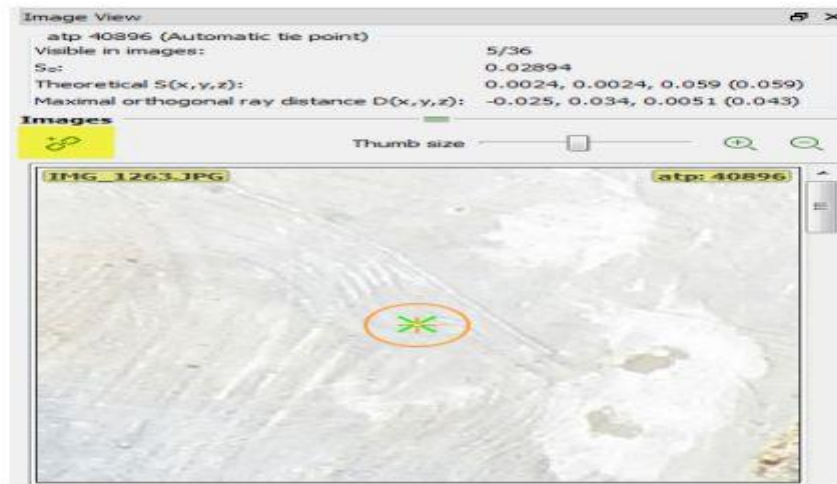 Image View
atp 40896 (Automatic tie point)
Visible in images: 5/36
S₀: 0.02894
Theoretical S(x,y,z): 0.0024, 0.0024, 0.059 (0.059)
Maximal orthogonal ray distance D(x,y,z): -0.025, 0.034, 0.0051 (0.043)
Images
Thumb size
IMG_1263.JPG atp: 40896